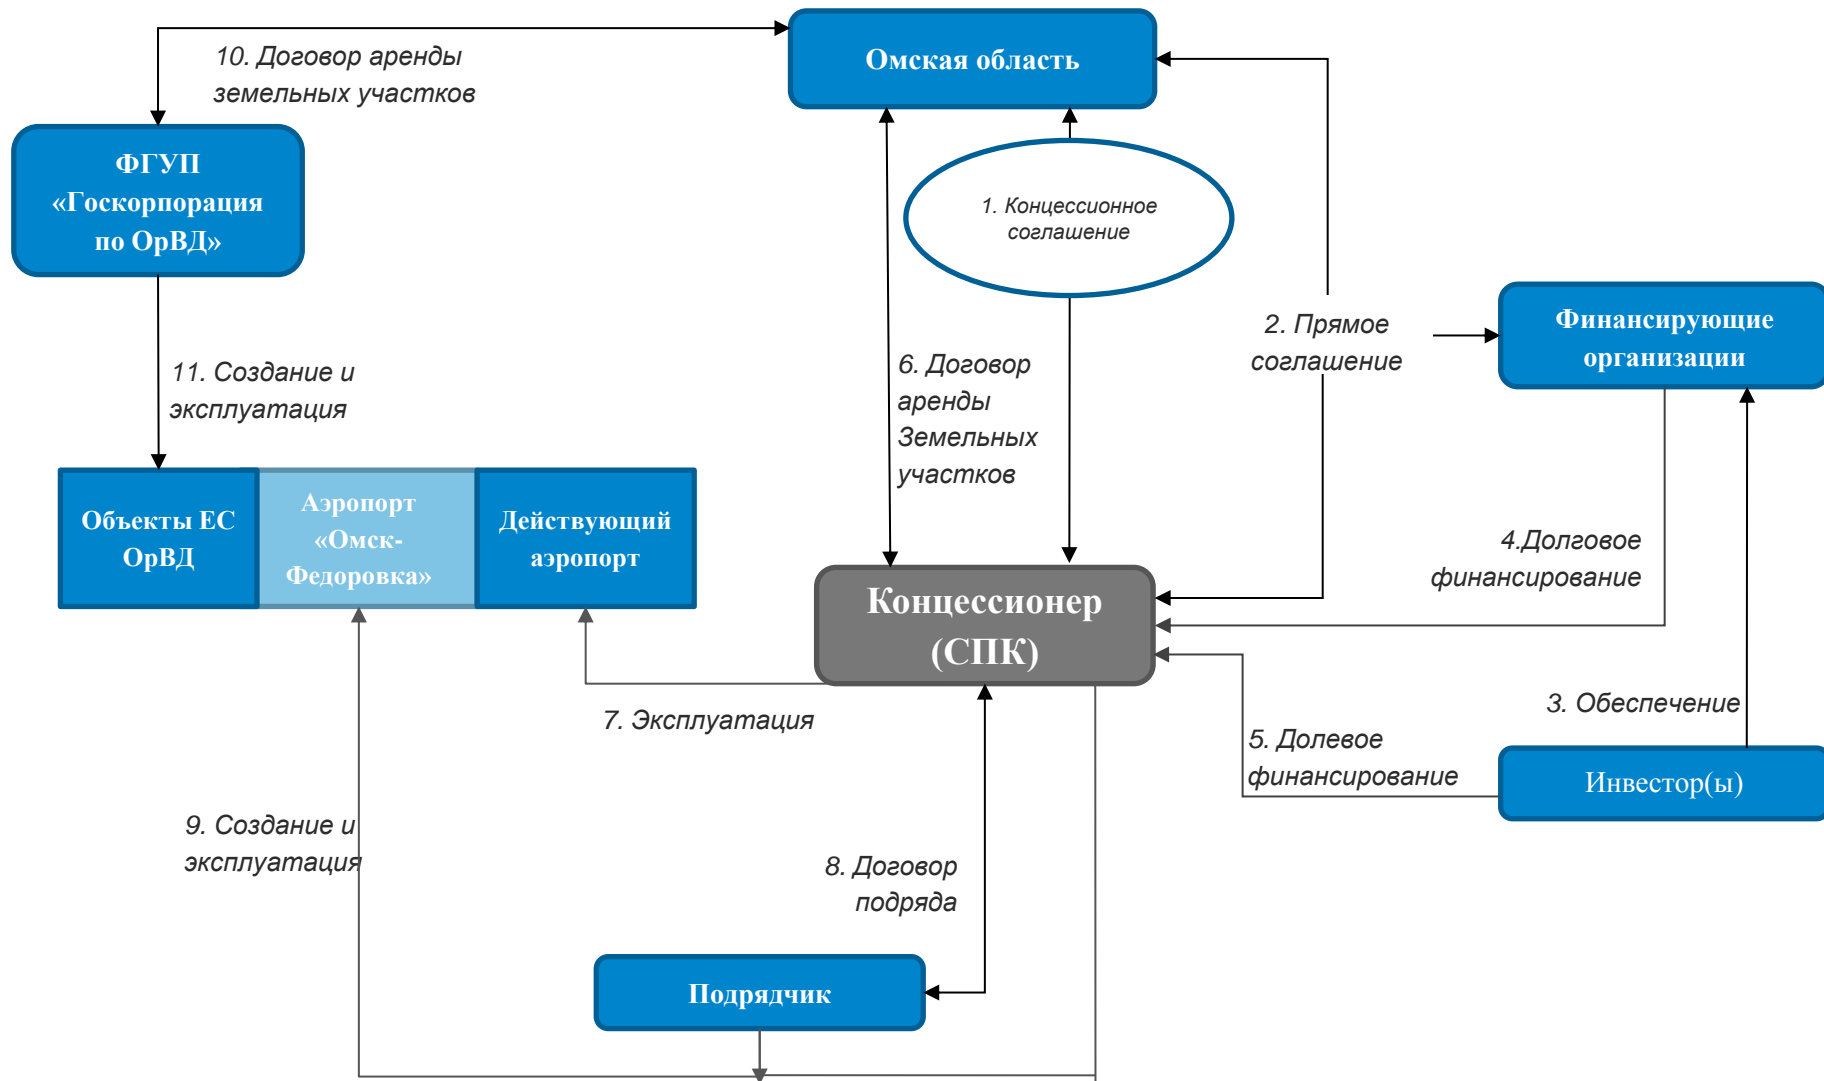 10. Договор аренды
земельных участков
Омская область
ФГУП
«Госкорпорация
по ОрВД»
1. Концессионное
соглашение
2. Прямое
соглашение
Финансирующие
организации
11. Создание и
эксплуатация
6. Договор
аренды
Земельных
участков
Объекты ЕС
ОрВД
Аэропорт
«Омск-
Федоровка»
Действующий
аэропорт
4.Долговое
финансирование
Концессионер
(СПК)
7. Эксплуатация
3. Обеспечение
5. Долевое
финансирование
Инвестор(ы)
9. Создание и
эксплуатация
8. Договор
подряда
Подрядчик